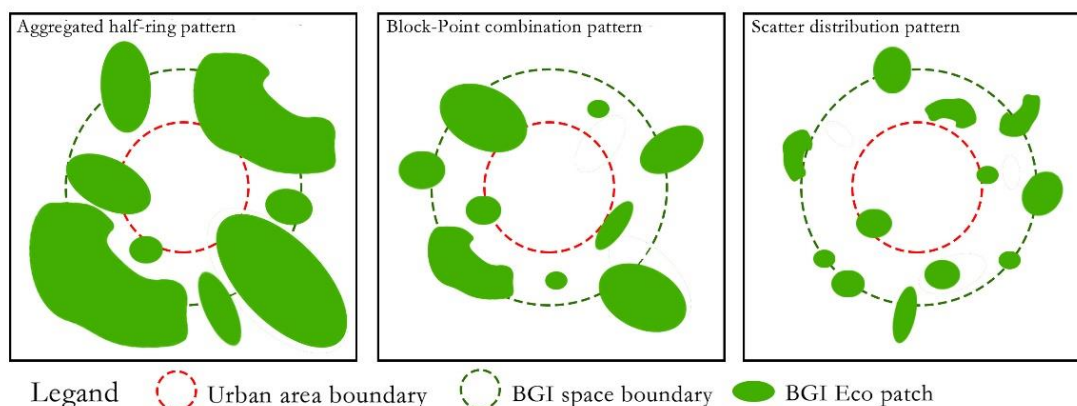 Aggregated half-ring pattern
Block-Point combination pattern
Scatter distribution pattern
Legand
Urban area boundary
BGI space boundary
BGI Eco patch